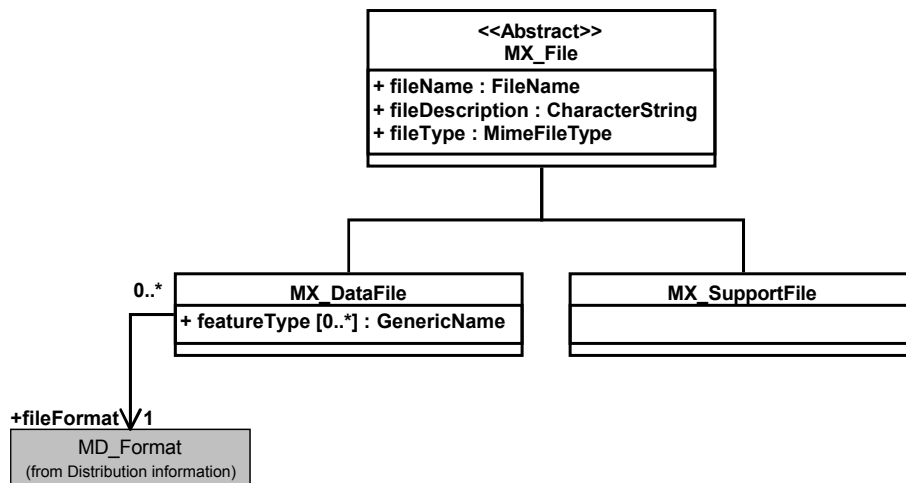 <<Abstract>>
MX_File
+ fileName : FileName
+ fileDescription : CharacterString
+ fileType : MimeFileType
0..*
MX_DataFile
+ featureType [0..*] : GenericName
MX_SupportFile
+fileFormat
1
MD_Format
(from Distribution information)